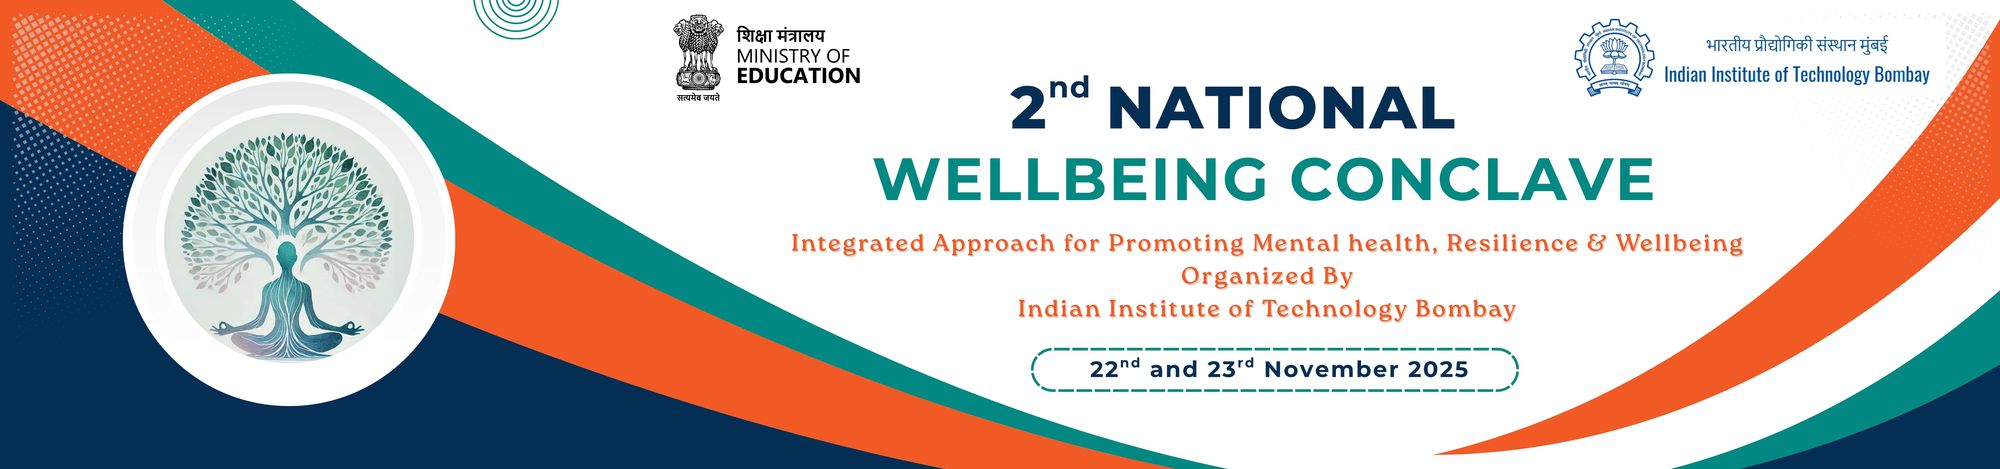 शिक्षा मंत्रालय
MINISTRY OF
EDUCATION
सत्यमेव जयते
भारतीय प्रौद्योगिकी संस्थान मुंबई
Indian Institute of Technology Bombay
2nd NATIONAL
WELLBEING CONCLAVE
Integrated Approach for Promoting Mental health, Resilience & Wellbeing
Organized By
Indian Institute of Technology Bombay
22nd and 23rd November 2025